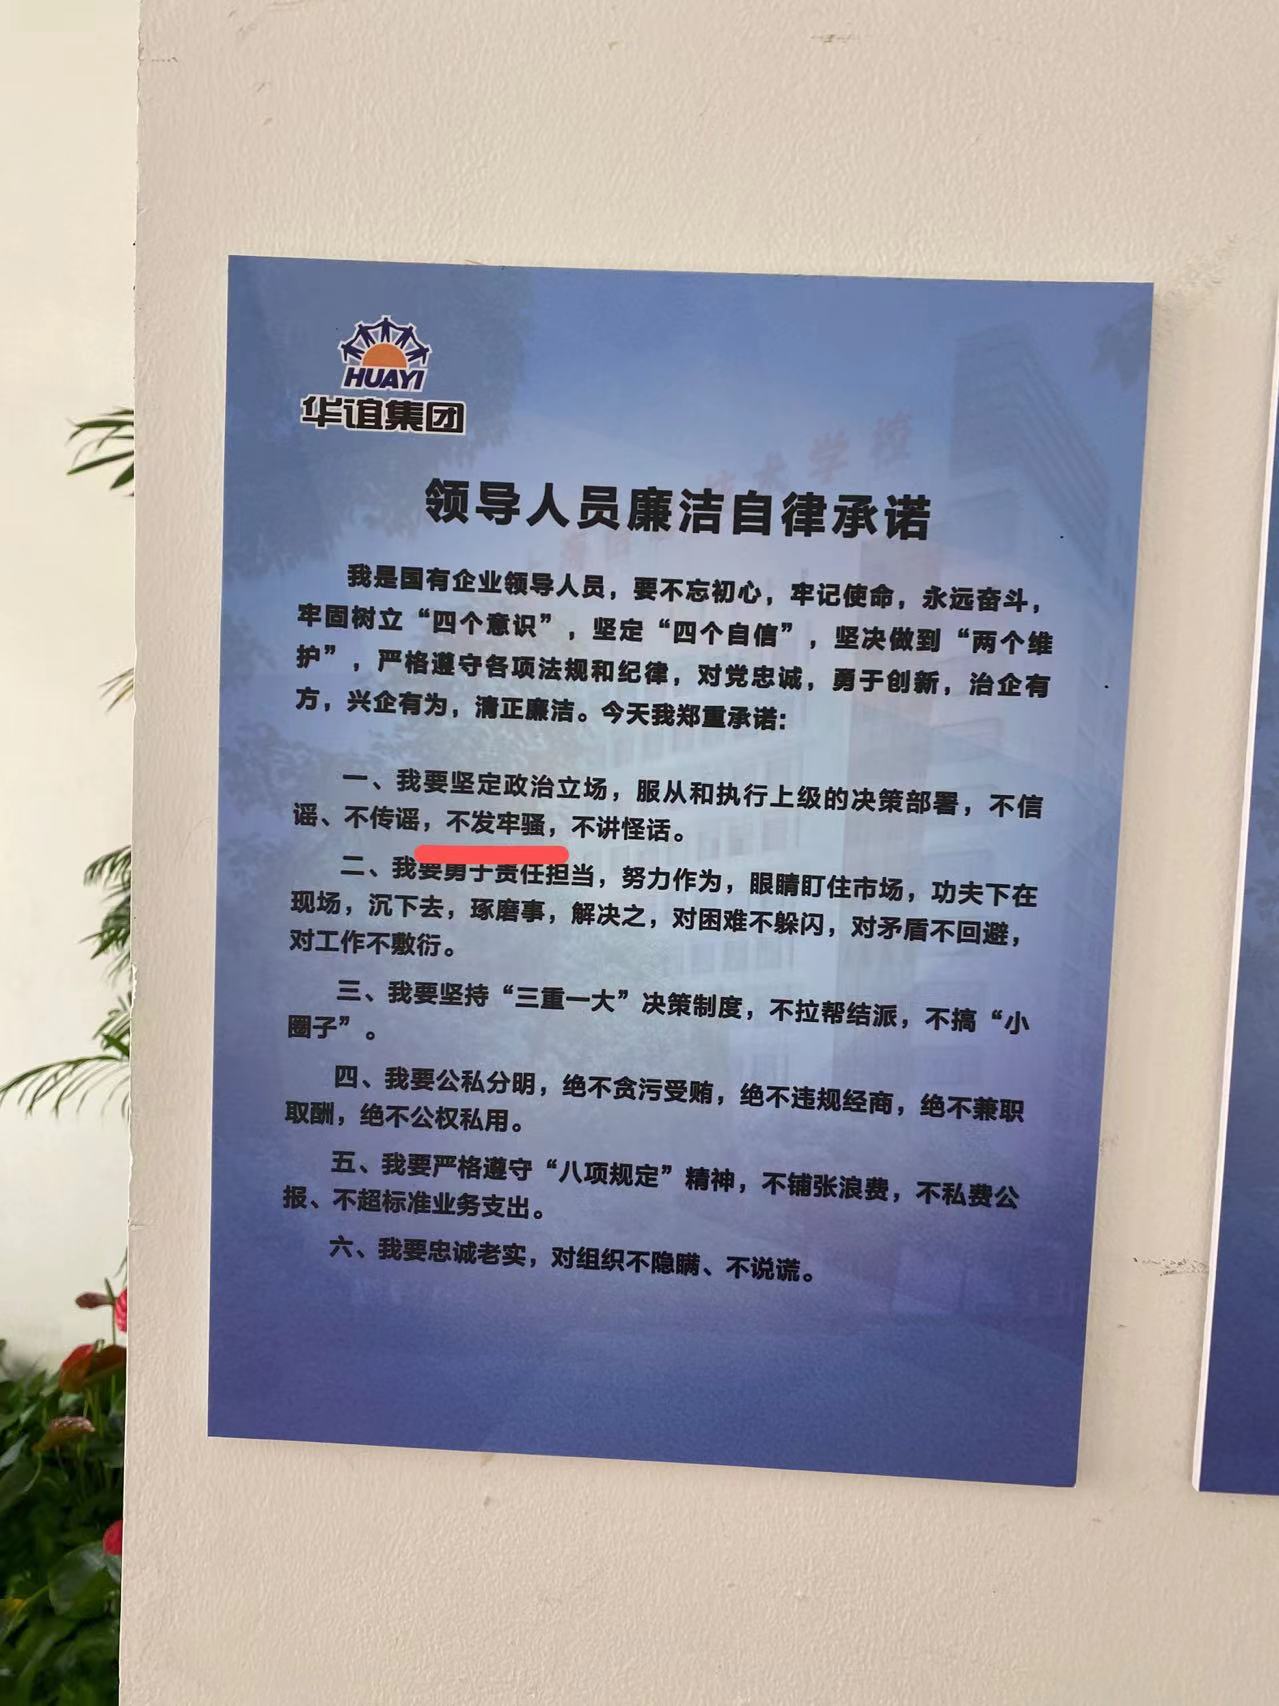 HUAYI
华谊集团
领导人员廉洁自律承诺
我是国有企业领导人员，要不忘初心，牢记使命，永远奋斗，
牢固树立“四个意识”，坚定“四个自信”，坚决做到“两个维
护”，严格遵守各项法规和纪律，对党忠诚，勇于创新，治企有
方，兴企有为，清正廉洁。今天我郑重承诺：
一、我要坚定政治立场，服从和执行上级的决策部署，不信
谣、不传谣，不发牢骚，不讲怪话。
二、我要勇于责任担当，努力作为，眼睛盯住市场，功夫下在
现场，沉下去，琢磨事，解决之，对困难不躲闪，对矛盾不回避，
对工作不敷衍。
三、我要坚持“三重一大”决策制度，不拉帮结派，不搞“小
圈子”。
四、我要公私分明，绝不贪污受贿，绝不违规经商，绝不兼职
取酬，绝不公权私用。
五、我要严格遵守“八项规定”精神，不铺张浪费，不私费公
报、不超标准业务支出。
六、我要忠诚老实，对组织不隐瞒、不说谎。